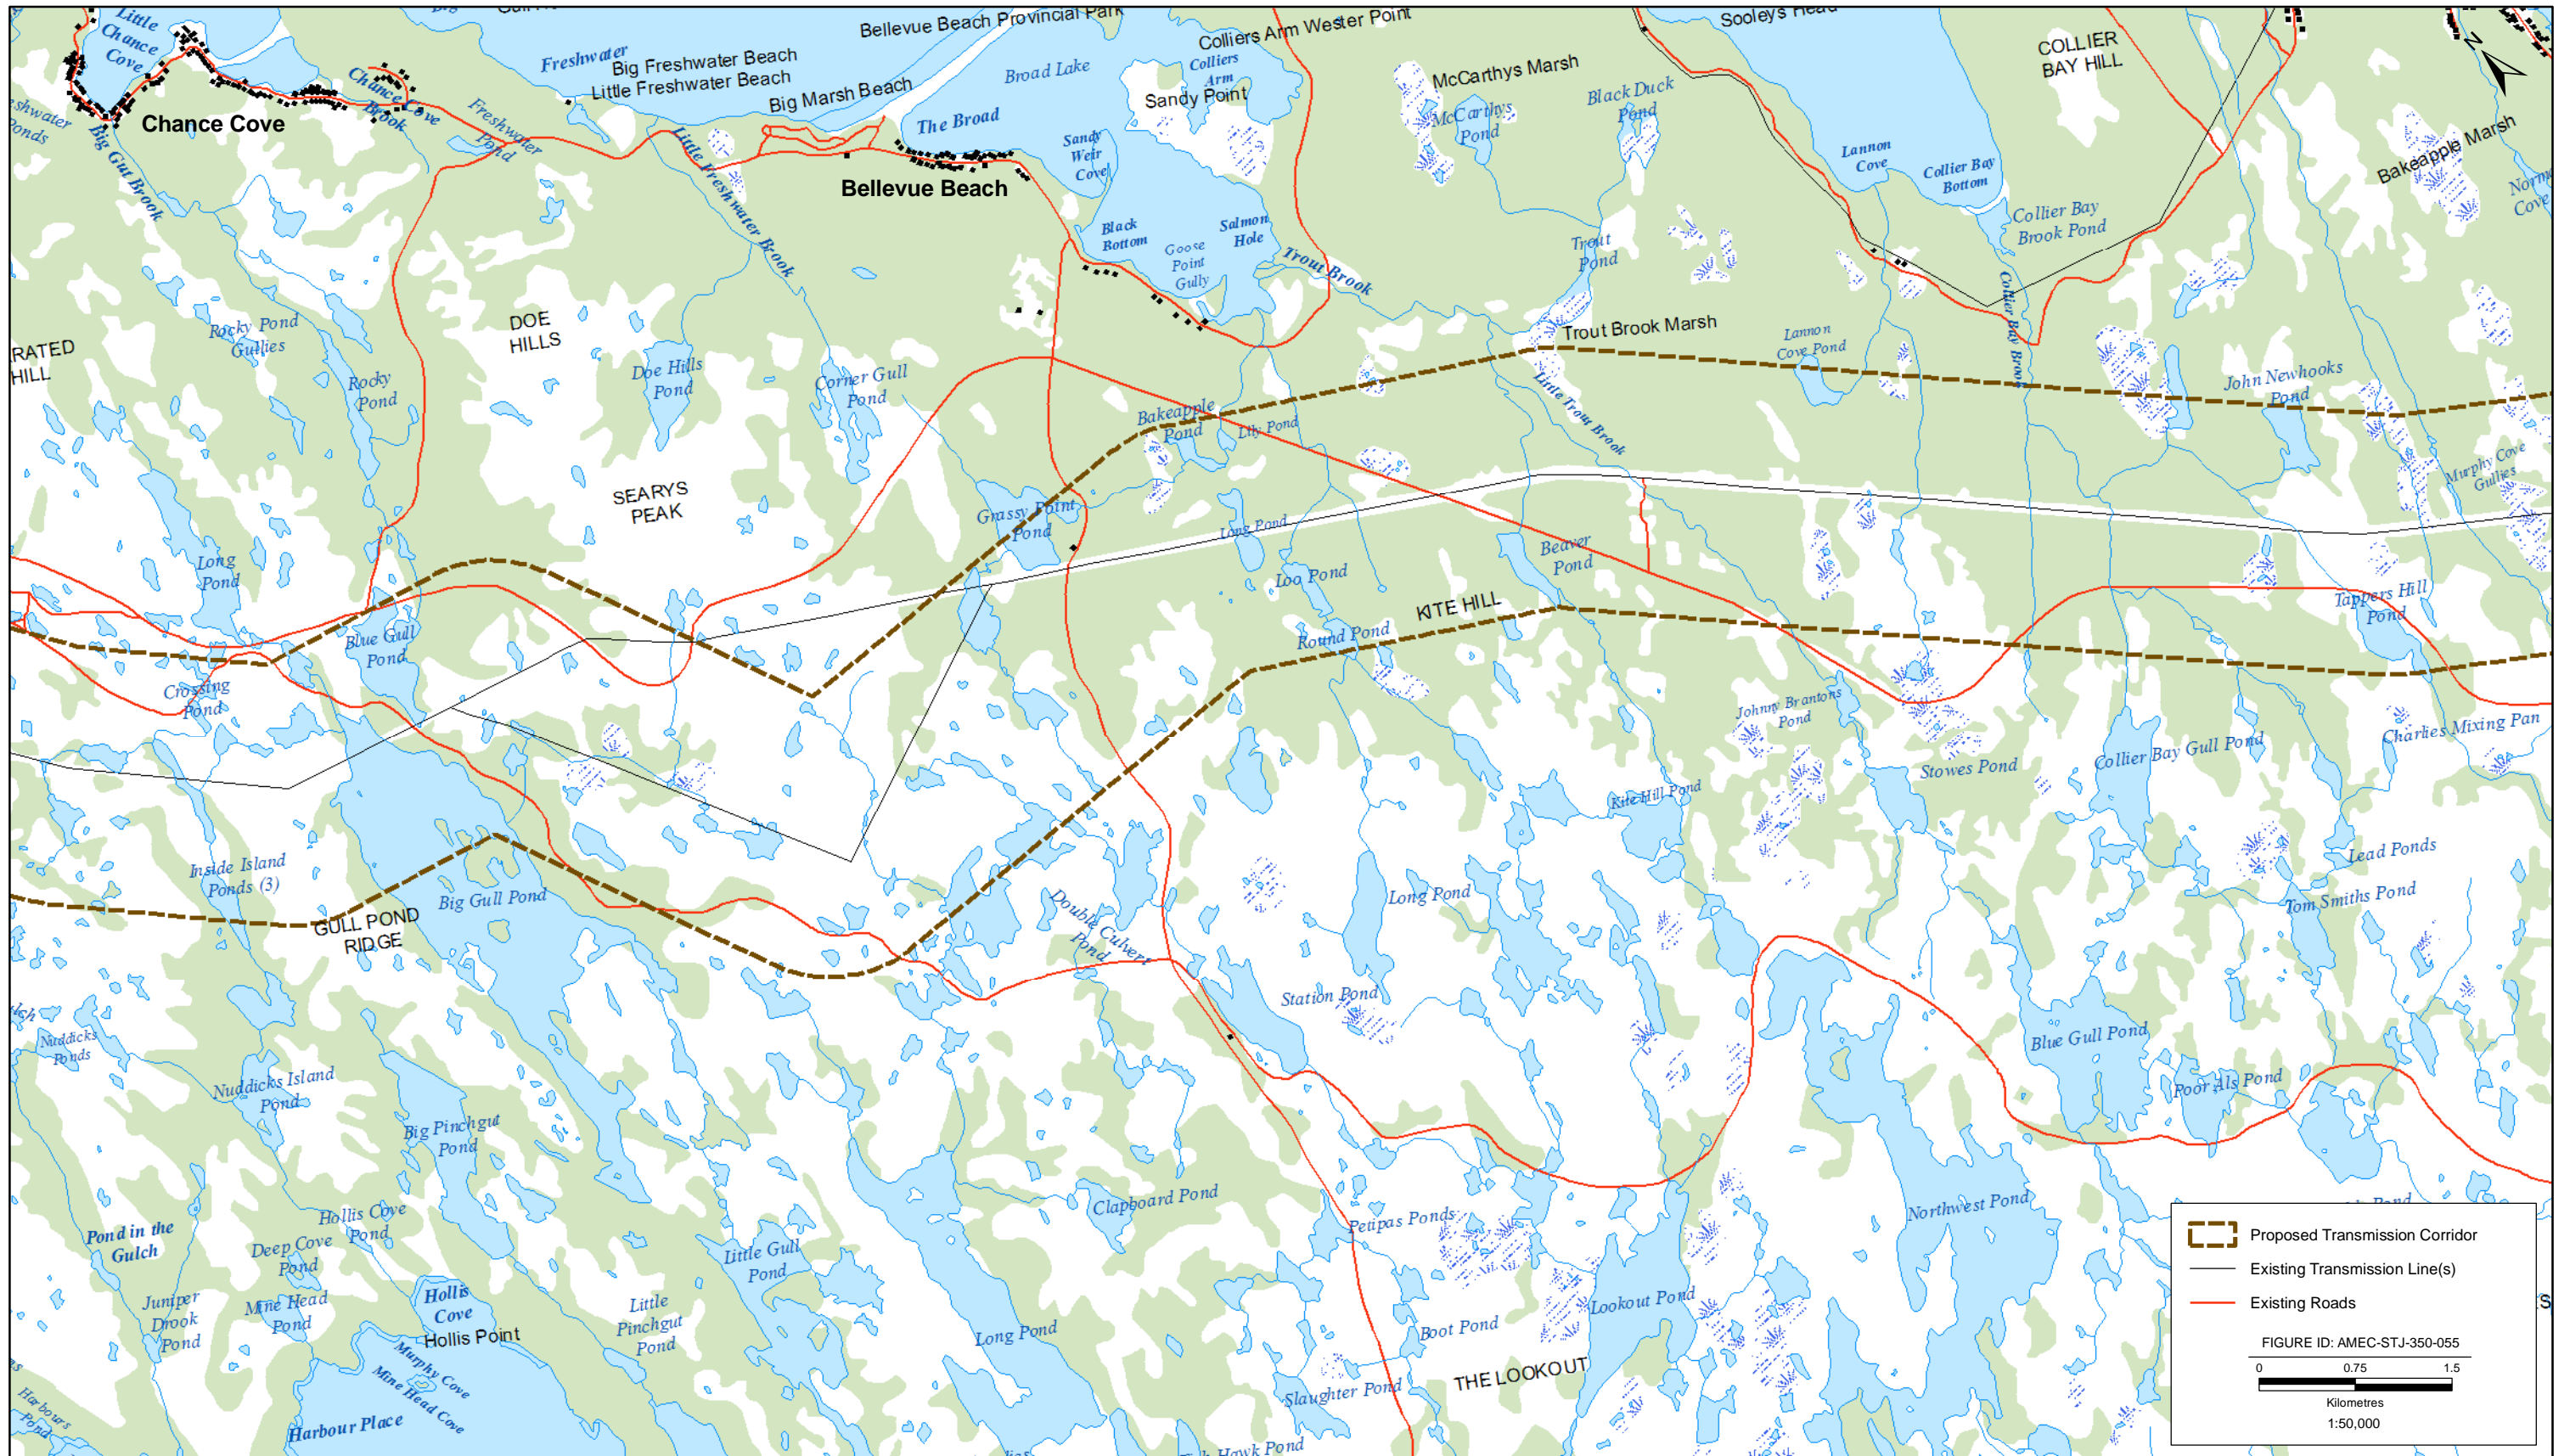 Little
Chance
Cove
Chance Cove
Chance Cove
Brook
Big Gut Brook
Freshwater
Pond
Freshwater
Big Freshwater Beach
Little Freshwater Beach
Big Marsh Beach
Bellevue Beach Provincial Park
Little Freshwater Brook
Bellevue Beach
The Broad
Broad Lake
Sandy
Weir
Cove
Colliers Arm Wester Point
Colliers
Arm
Sandy Point
Black
Bottom
Goose
Point
Gully
Salmon
Hole
Trout Brook
McCarthys Marsh
McCarthys
Pond
Black Duck
Pond
Trout
Pond
Trout Brook Marsh
Little Trout Brook
Sooleys Head
Lannon
Cove
Collier Bay
Bottom
Collier Bay
Brook Pond
Collier Bay Brook
COLLIER
BAY HILL
N
Bakeapple Marsh
Lannon
Cove Pond
John Newhooks
Pond
Murphy Cove
Gullies
Rocky Pond
Gullies
Rocky
Pond
DOE
HILLS
Doe Hills
Pond
Corner Gull
Pond
SEARYS
PEAK
Bakeapple
Pond
Lily Pond
Grassy Point
Pond
Long Pond
Loo Pond
Round Pond
KITE HILL
Beaver
Pond
Tappers Hill
Pond
Long
Pond
Blue Gull
Pond
Crossing
Pond
Johnny Brantons
Pond
Stowes Pond
Collier Bay Gull Pond
Charlies Mixing Pan
Kite Hill Pond
Inside Island
Ponds (3)
GULL POND
RIDGE
Big Gull Pond
Double Culvert
Pond
Long Pond
Lead Ponds
Tom Smiths Pond
Station Pond
Blue Gull Pond
Poor Als Pond
Nuddicks
Ponds
Nuddicks Island
Pond
Big Pinchgut
Pond
Clapboard Pond
Petipas Ponds
Northwest Pond
Pond in the
Gulch
Hollis Cove
Pond
Deep Cove
Pond
Little Gull
Pond
Juniper
Drook
Pond
Mine Head
Pond
Hollis
Cove
Hollis Point
Little
Pinchgut
Pond
Long Pond
Boot Pond
Lookout Pond
THE LOOKOUT
Slaughter Pond
Murphy Cove
Mine Head Cove
Harbour Place
Harbours
Pond
Hawk Pond
Proposed Transmission Corridor
Existing Transmission Line(s)
Existing Roads
FIGURE ID: AMEC-STJ-350-055
0 0.75 1.5
Kilometres
1:50,000